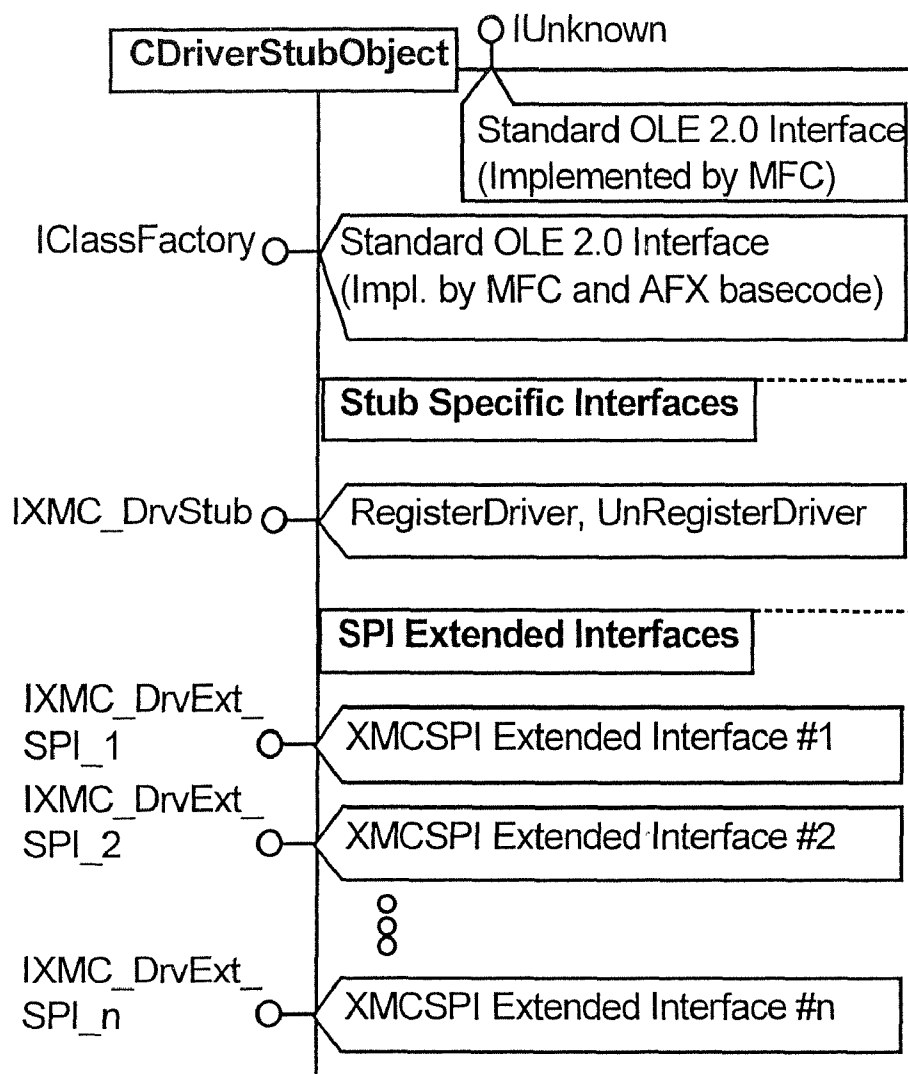 IUnknown
CDriverStubObject
Standard OLE 2.0 Interface
(Implemented by MFC)
IClassFactory
Standard OLE 2.0 Interface
(Impl. by MFC and AFX basecode)
Stub Specific Interfaces
IXMC_DrvStub
RegisterDriver, UnRegisterDriver
SPI Extended Interfaces
IXMC_DrvExt_
SPI_1
XMCSPI Extended Interface #1
IXMC_DrvExt_
SPI_2
XMCSPI Extended Interface #2
IXMC_DrvExt_
SPI_n
XMCSPI Extended Interface #n